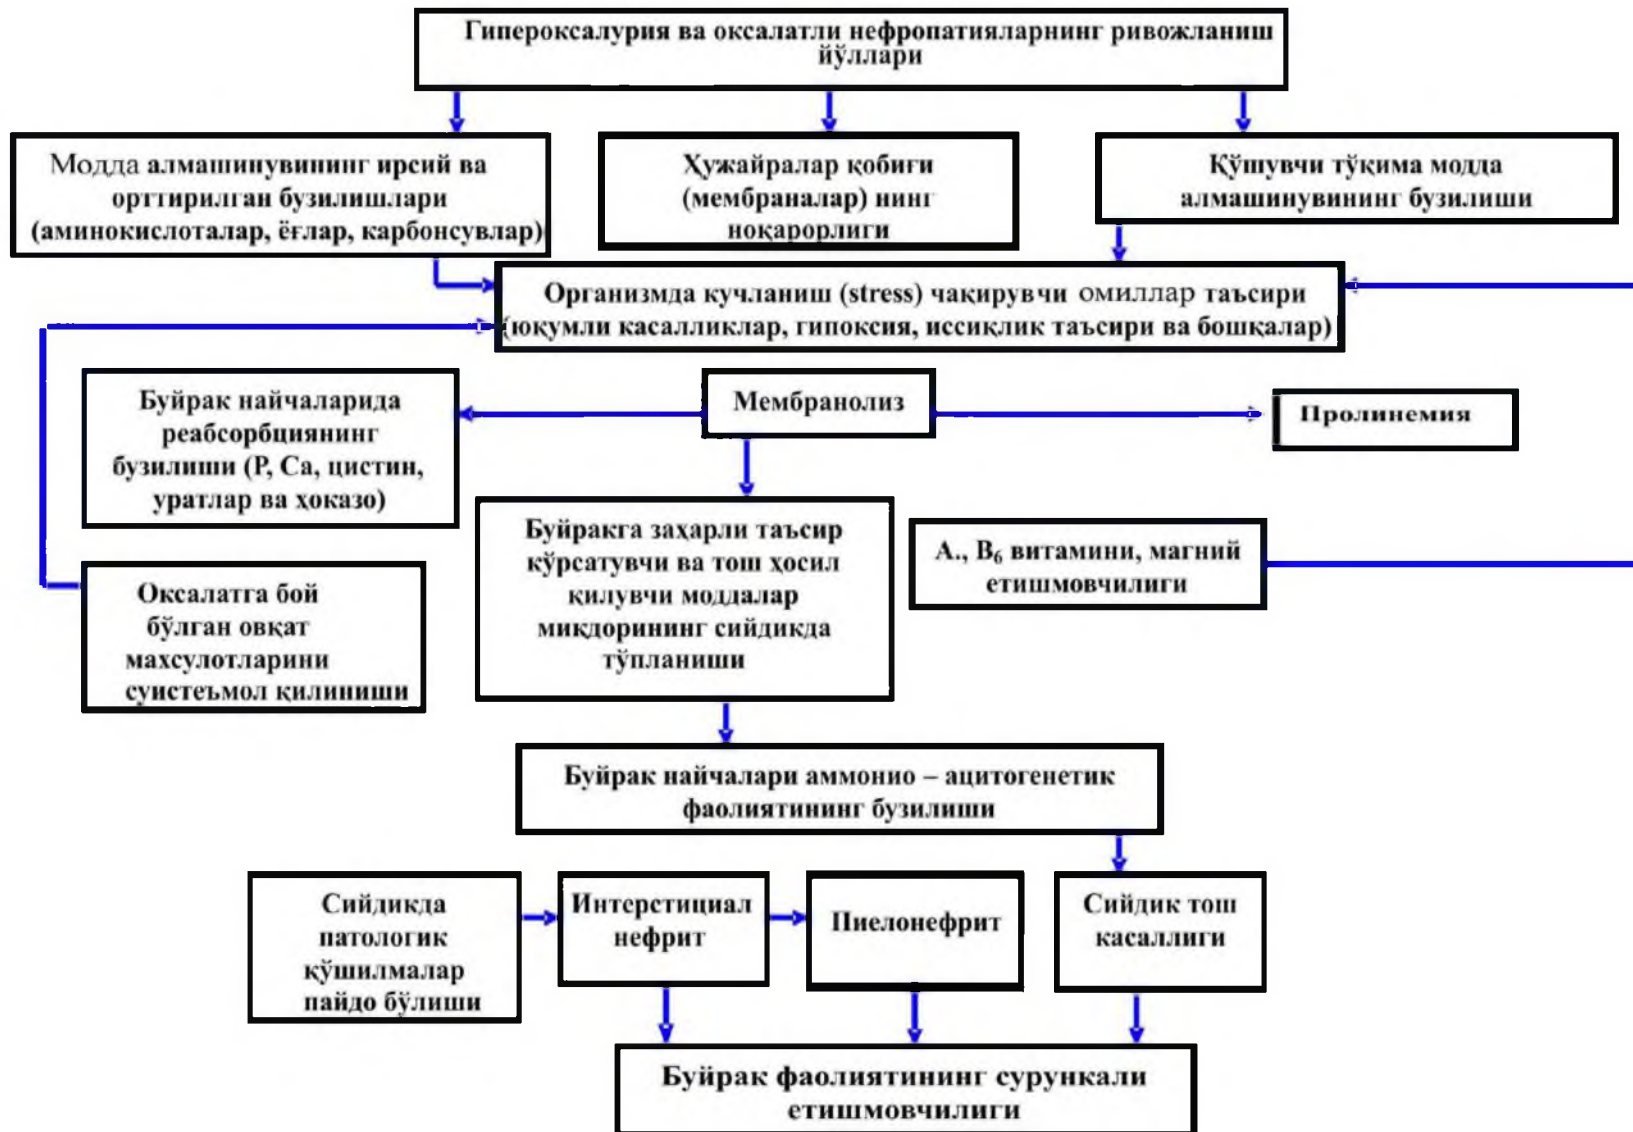 Гипероксалурия ва оксалатли нефропатияларнинг ривожланиш
йўллари
Модда алмашинувининг ирсий ва
орттирилган бузилишлари
(аминокислоталар, ёғлар, карбонсувлар)
Ҳужайралар қобиғи
(мембраналар) нинг
ноқарорлиги
Қўшувчи тўқима модда
алмашинувининг бузилиши
Организмда кучланиш (stress) чақирувчи омиллар таъсири
(юқумли касалликлар, гипоксия, иссиқлик таъсири ва бошқалар)
Буйрак найчаларида
реабсорбциянинг
бузилиши (P, Ca, цистин,
уратлар ва ҳоказо)
Мембранолиз
Пролинемия
Буйракга заҳарли таъсир
кўрсатувчи ва тош ҳосил
қилувчи моддалар
миқдорининг сийдикда
тўпланиши
А., В₆ витамини, магний
етишмовчилиги
Оксалатга бой
бўлган овқат
махсулотларини
суистеъмол қилиниши
Буйрак найчалари аммонио – ацитогенетик
фаолиятининг бузилиши
Сийдикда
патологик
қўшилмалар
пайдо бўлиши
Интерстициал
нефрит
Пиелонефрит
Сийдик тош
касаллиги
Буйрак фаолиятининг сурункали
етишмовчилиги